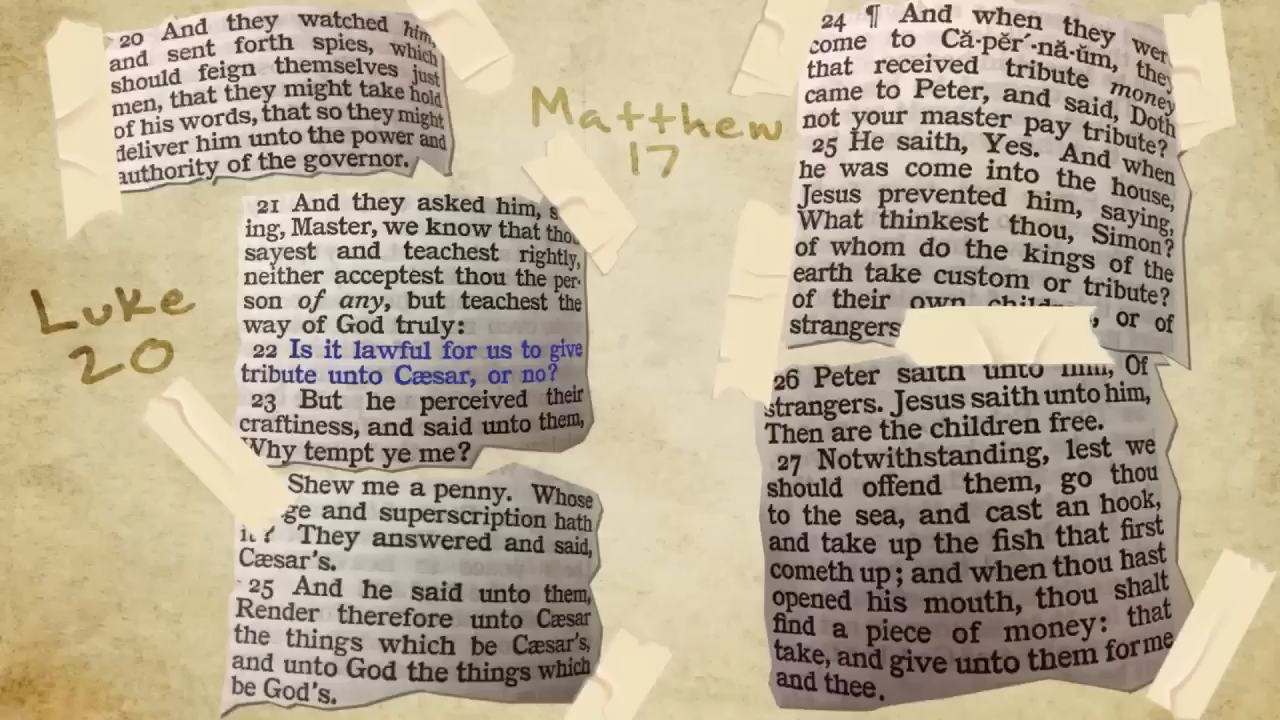 20 And they watched him,
and sent forth spies, which
should feign themselves just
men, that they might take hold
of his words, that so they might
deliver him unto the power and
authority of the governor.
Luke
20
21 And they asked him, s
ing, Master, we know that thou
sayest and teachest rightly,
neither acceptest thou the per-
son of any, but teachest the
way of God truly:
22 Is it lawful for us to give
tribute unto Cæsar, or no?
23 But he perceived their
craftiness, and said unto them,
Why tempt ye me?
Shew me a penny. Whose
ge and superscription hath
it? They answered and said,
Cæsar's.
25 And he said unto them,
Render therefore unto Cæsar
the things which be Cæsar's,
and unto God the things which
be God's.
Matthew
17
24 ¶ And when they were
come to Că-pĕr´-nă-ŭm, they
that received tribute money
came to Peter, and said, Doth
not your master pay tribute?
25 He saith, Yes. And when
he was come into the house,
Jesus prevented him, saying,
What thinkest thou, Simon?
of whom do the kings of the
earth take custom or tribute?
of their own children, or of
strangers
26 Peter saith unto him, Of
strangers. Jesus saith unto him,
Then are the children free.
27 Notwithstanding, lest we
should offend them, go thou
to the sea, and cast an hook,
and take up the fish that first
cometh up; and when thou hast
opened his mouth, thou shalt
find a piece of money: that
take, and give unto them for me
and thee.